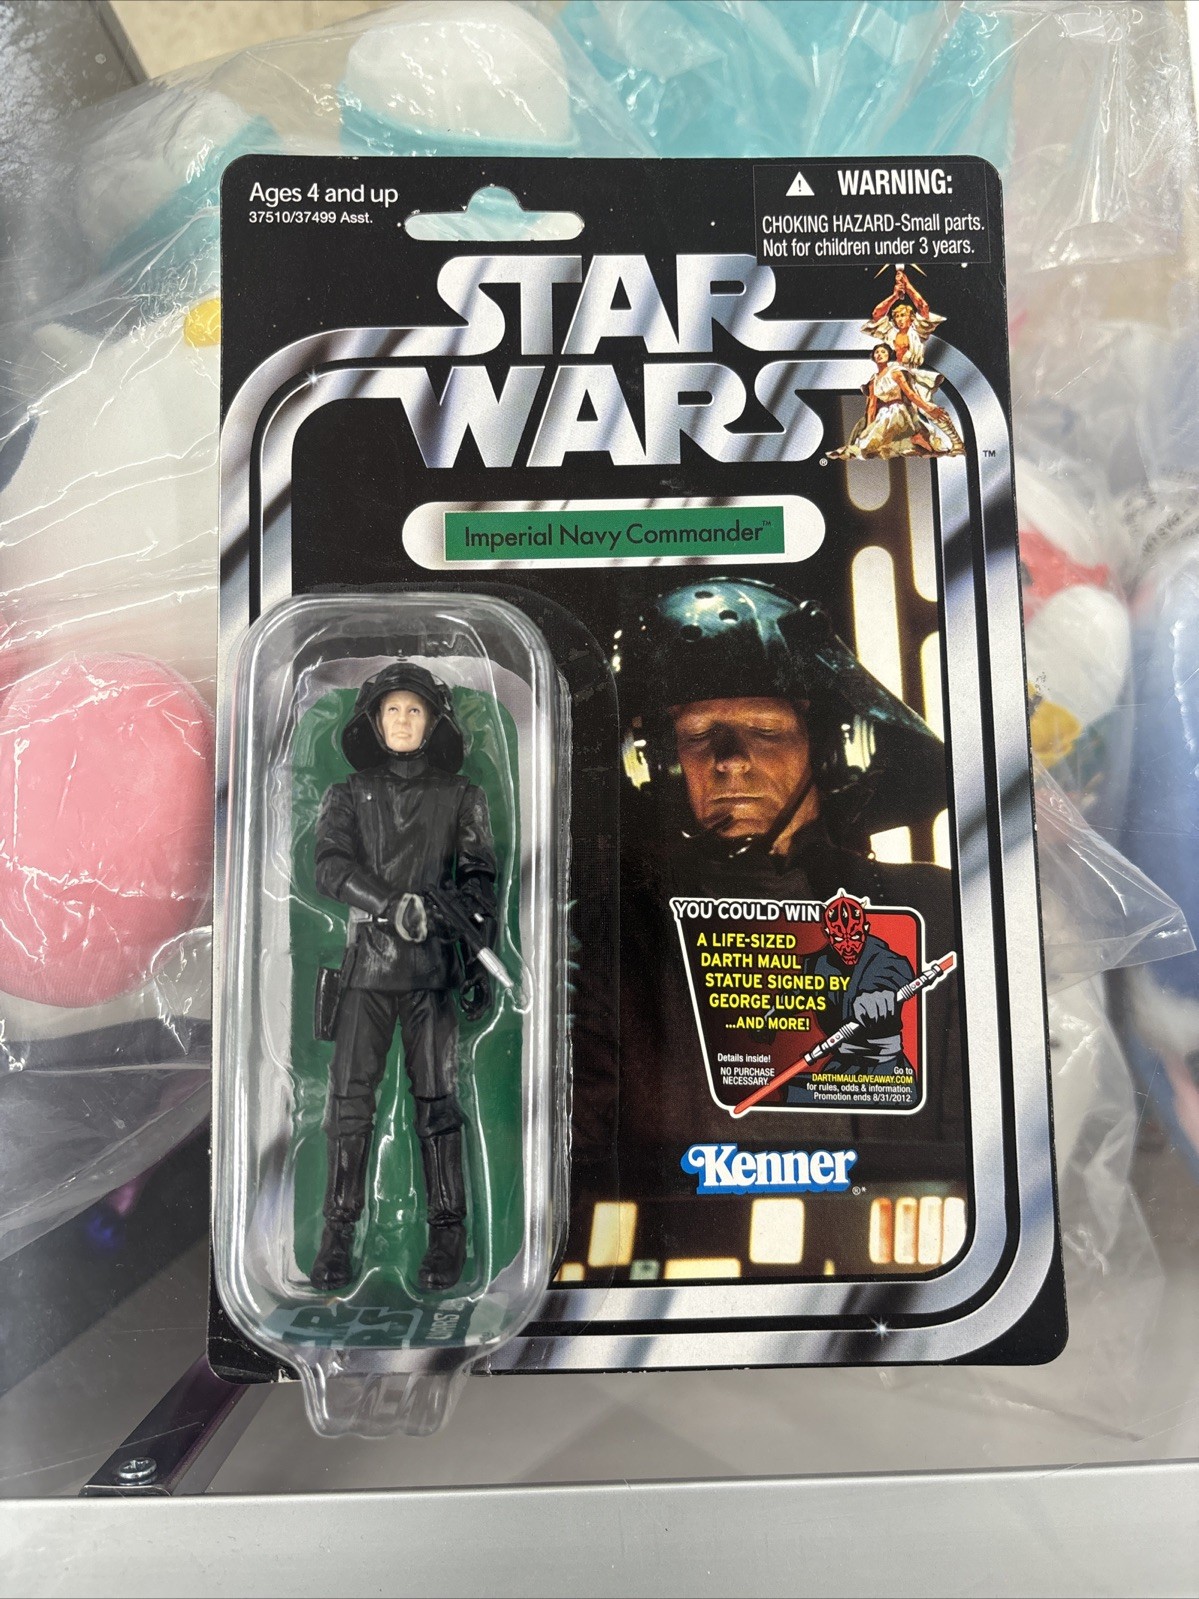 Ages 4 and up
37510/37499 Asst.
WARNING:
CHOKING HAZARD-Small parts.
Not for children under 3 years.
STAR
WARS
®
TM
Imperial Navy Commander™
YOU COULD WIN
A LIFE-SIZED
DARTH MAUL
STATUE SIGNED BY
GEORGE LUCAS
...AND MORE!
Details inside!
NO PURCHASE
NECESSARY.
Go to
DARTHMAULGIVEAWAY.COM
for rules, odds & information.
Promotion ends 8/31/2012.
Kenner
®*